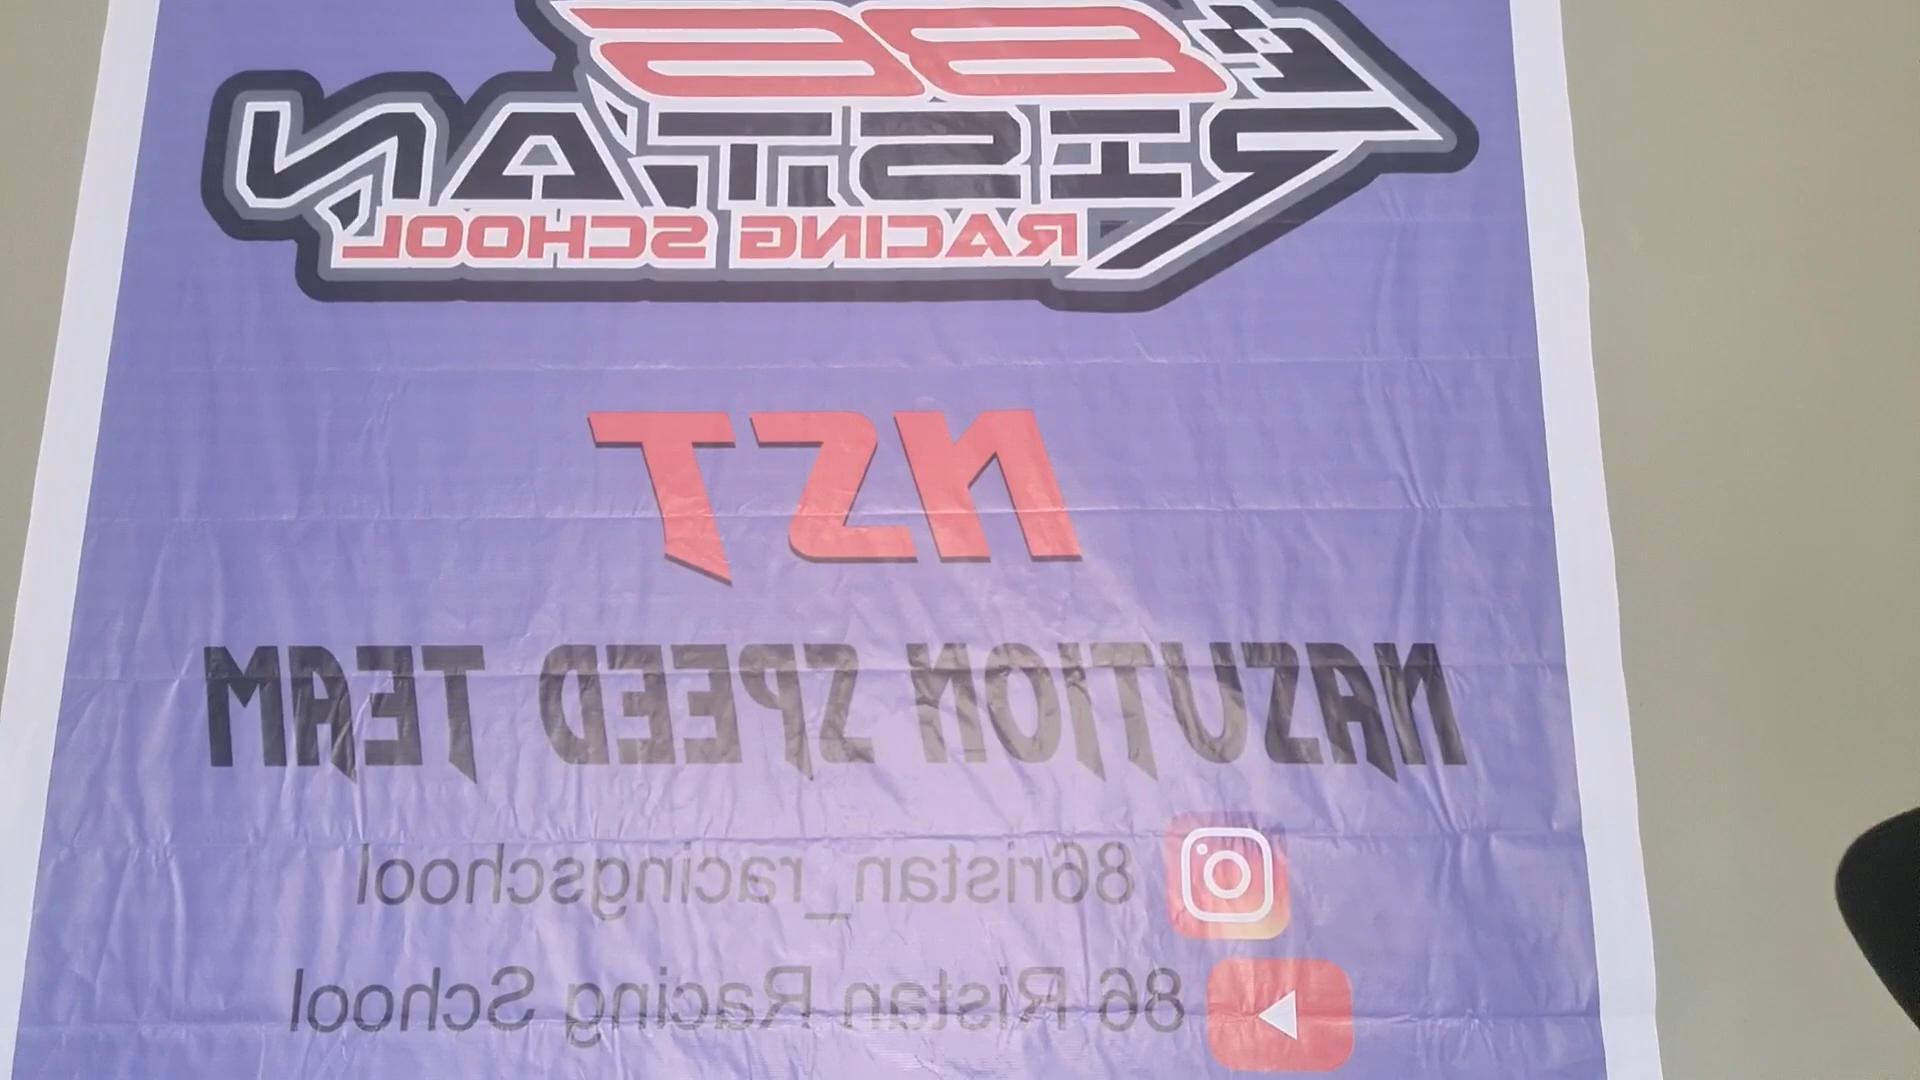 86
RISTAN
RACING SCHOOL
NST
NASUTION SPEED TEAM
86ristan_racingschool
86 Ristan Racing School